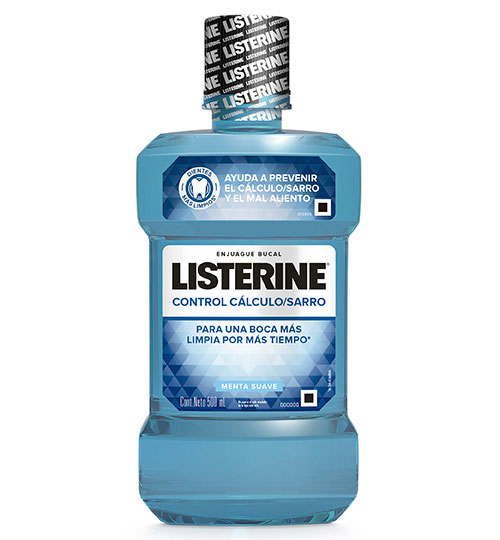 LISTERINE
DIENTES
MÁS LIMPIOS
AYUDA A PREVENIR
EL CÁLCULO/SARRO
Y EL MAL ALIENTO
ENJUAGUE BUCAL
LISTERINE®
CONTROL CÁLCULO/SARRO
PARA UNA BOCA MÁS
LIMPIA POR MÁS TIEMPO*
MENTA SUAVE
Cont. Neto 500 mL